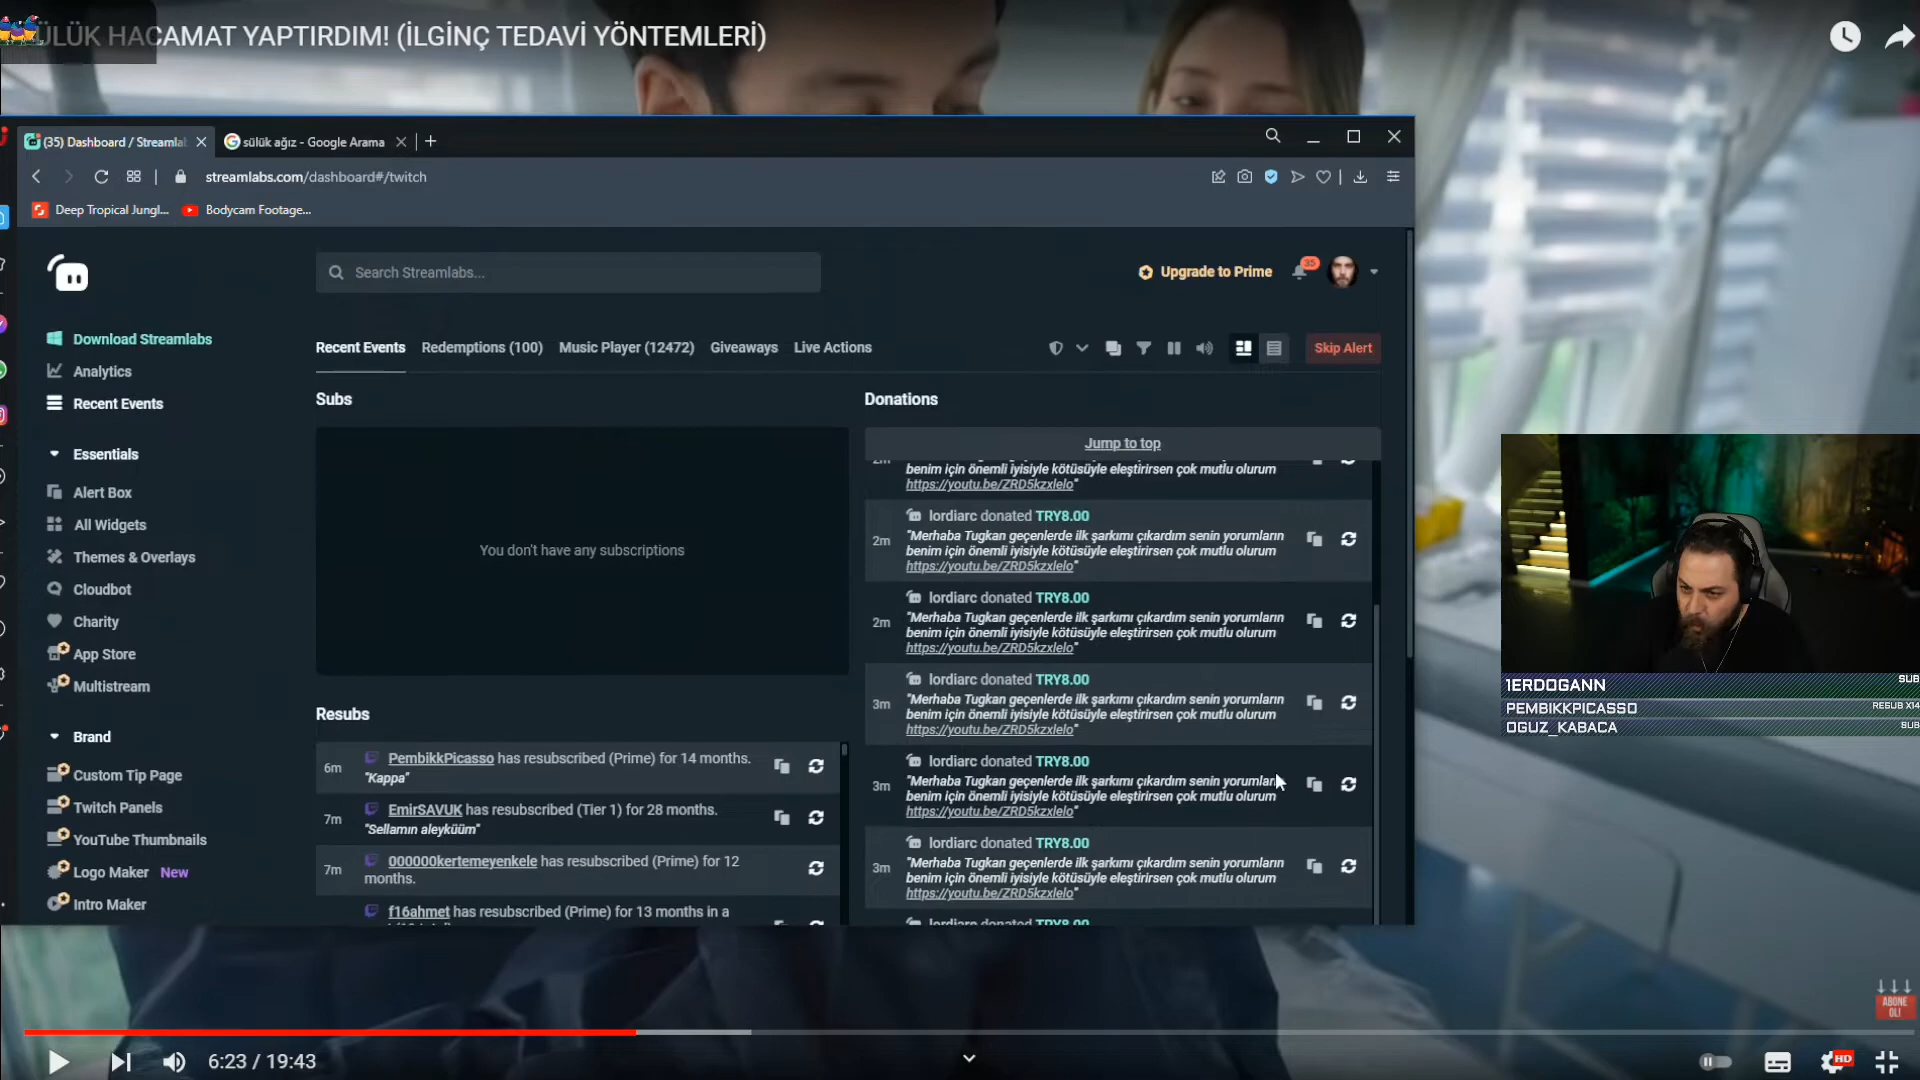 ÜLÜK HACAMAT YAPTIRDIM! (İLGİNÇ TEDAVİ YÖNTEMLERİ)
(35) Dashboard / Streamla
sülük ağız - Google Arama
streamlabs.com/dashboard#/twitch
Deep Tropical Jungl...
Bodycam Footage...
Search Streamlabs...
Upgrade to Prime
35
Download Streamlabs
Analytics
Recent Events
Essentials
Alert Box
All Widgets
Themes & Overlays
Cloudbot
Charity
App Store
Multistream
Brand
Custom Tip Page
Twitch Panels
YouTube Thumbnails
Logo Maker New
Intro Maker
Recent Events
Redemptions (100)
Music Player (12472)
Giveaways
Live Actions
Skip Alert
Subs
You don't have any subscriptions
Resubs
6m
PembikkPicasso has resubscribed (Prime) for 14 months.
"Kappa"
7m
EmirSAVUK has resubscribed (Tier 1) for 28 months.
"Sellamın aleyküüm"
7m
000000kertemeyenkele has resubscribed (Prime) for 12
months.
f16ahmet has resubscribed (Prime) for 13 months in a
Donations
Jump to top
2m
benim için önemli iyisiyle kötüsüyle eleştirirsen çok mutlu olurum
https://youtu.be/ZRD5kzxlelo"
lordiarc donated TRY8.00
2m
"Merhaba Tugkan geçenlerde ilk şarkımı çıkardım senin yorumların
benim için önemli iyisiyle kötüsüyle eleştirirsen çok mutlu olurum
https://youtu.be/ZRD5kzxlelo"
lordiarc donated TRY8.00
2m
"Merhaba Tugkan geçenlerde ilk şarkımı çıkardım senin yorumların
benim için önemli iyisiyle kötüsüyle eleştirirsen çok mutlu olurum
https://youtu.be/ZRD5kzxlelo"
lordiarc donated TRY8.00
3m
"Merhaba Tugkan geçenlerde ilk şarkımı çıkardım senin yorumların
benim için önemli iyisiyle kötüsüyle eleştirirsen çok mutlu olurum
https://youtu.be/ZRD5kzxlelo"
lordiarc donated TRY8.00
3m
"Merhaba Tugkan geçenlerde ilk şarkımı çıkardım senin yorumların
benim için önemli iyisiyle kötüsüyle eleştirirsen çok mutlu olurum
https://youtu.be/ZRD5kzxlelo"
lordiarc donated TRY8.00
3m
"Merhaba Tugkan geçenlerde ilk şarkımı çıkardım senin yorumların
benim için önemli iyisiyle kötüsüyle eleştirirsen çok mutlu olurum
https://youtu.be/ZRD5kzxlelo"
lordiarc donated TRY8.00
1ERDOGANN SUB
PEMBIKKPICASSO RESUB X14
OGUZ_KABACA SUB
ABONE
OL!
6:23 / 19:43
HD